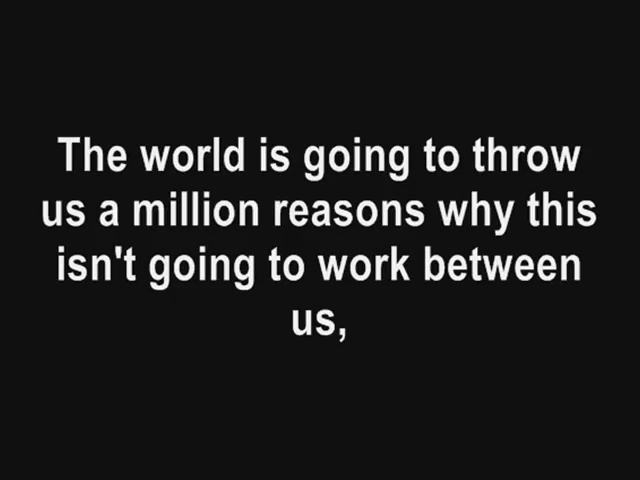 The world is going to throw
us a million reasons why this
isn't going to work between
us,